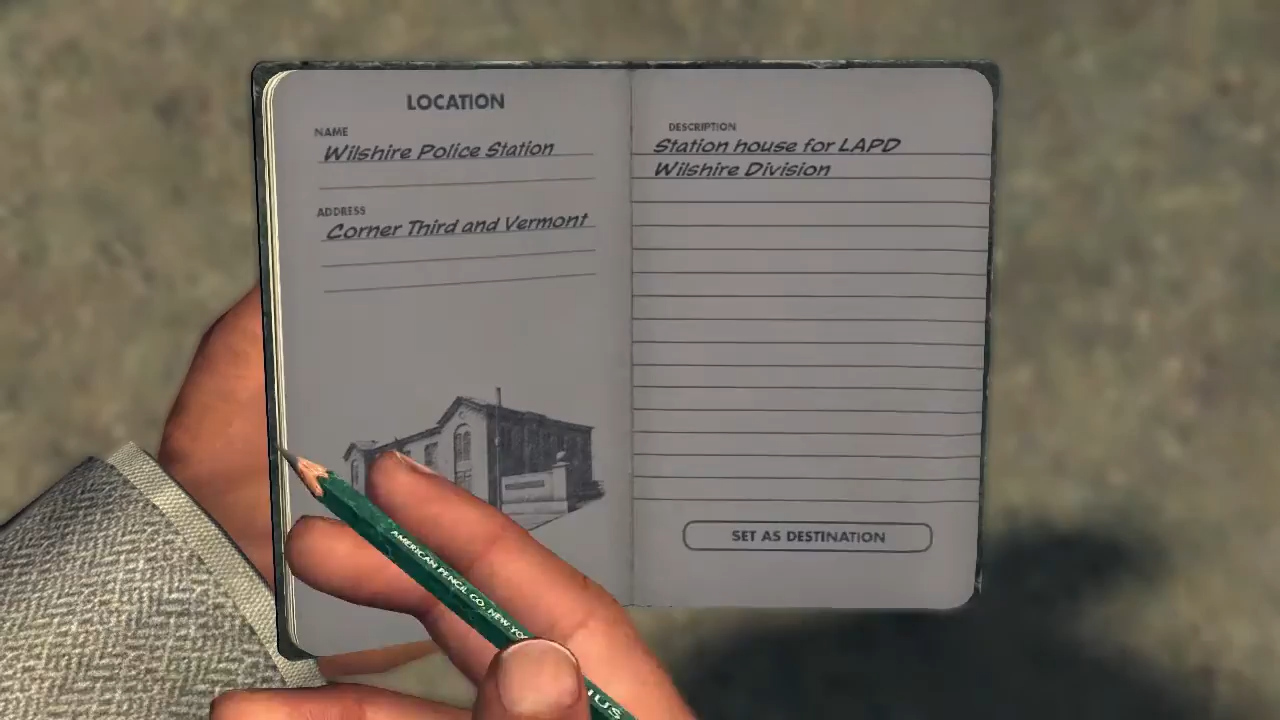 LOCATION
NAME
Wilshire Police Station
ADDRESS
Corner Third and Vermont
DESCRIPTION
Station house for LAPD
Wilshire Division
SET AS DESTINATION
AMERICAN PENCIL CO. NEW YO